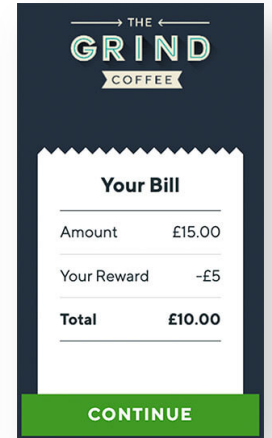 THE
GRIND
COFFEE
Your Bill
Amount £15.00
Your Reward -£5
Total £10.00
CONTINUE